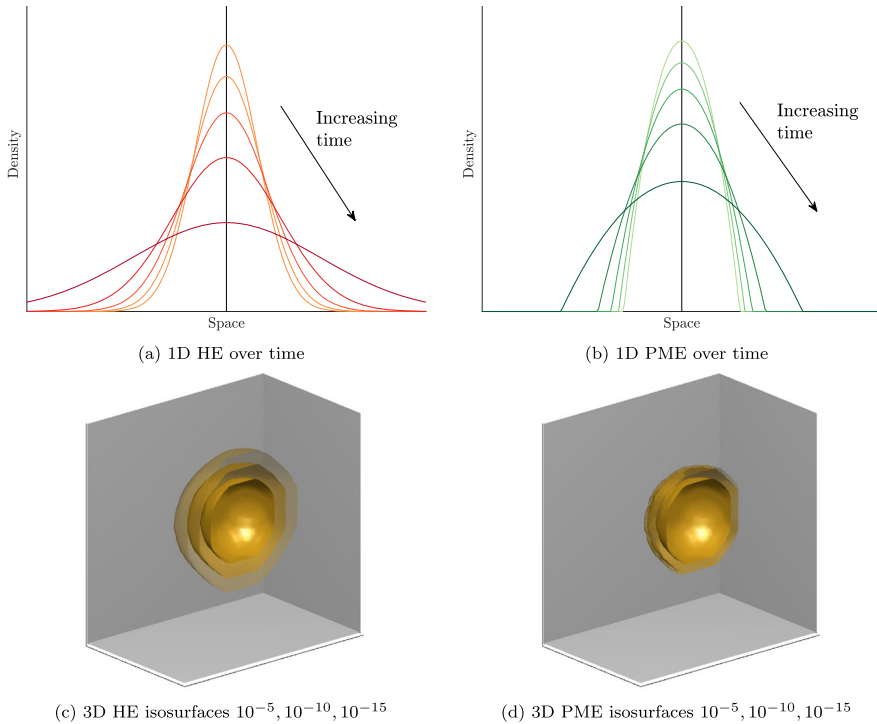 Density
Increasing
time
Space
(a) 1D HE over time
Density
Increasing
time
Space
(b) 1D PME over time
(c) 3D HE isosurfaces 10⁻⁵, 10⁻¹⁰, 10⁻¹⁵
(d) 3D PME isosurfaces 10⁻⁵, 10⁻¹⁰, 10⁻¹⁵